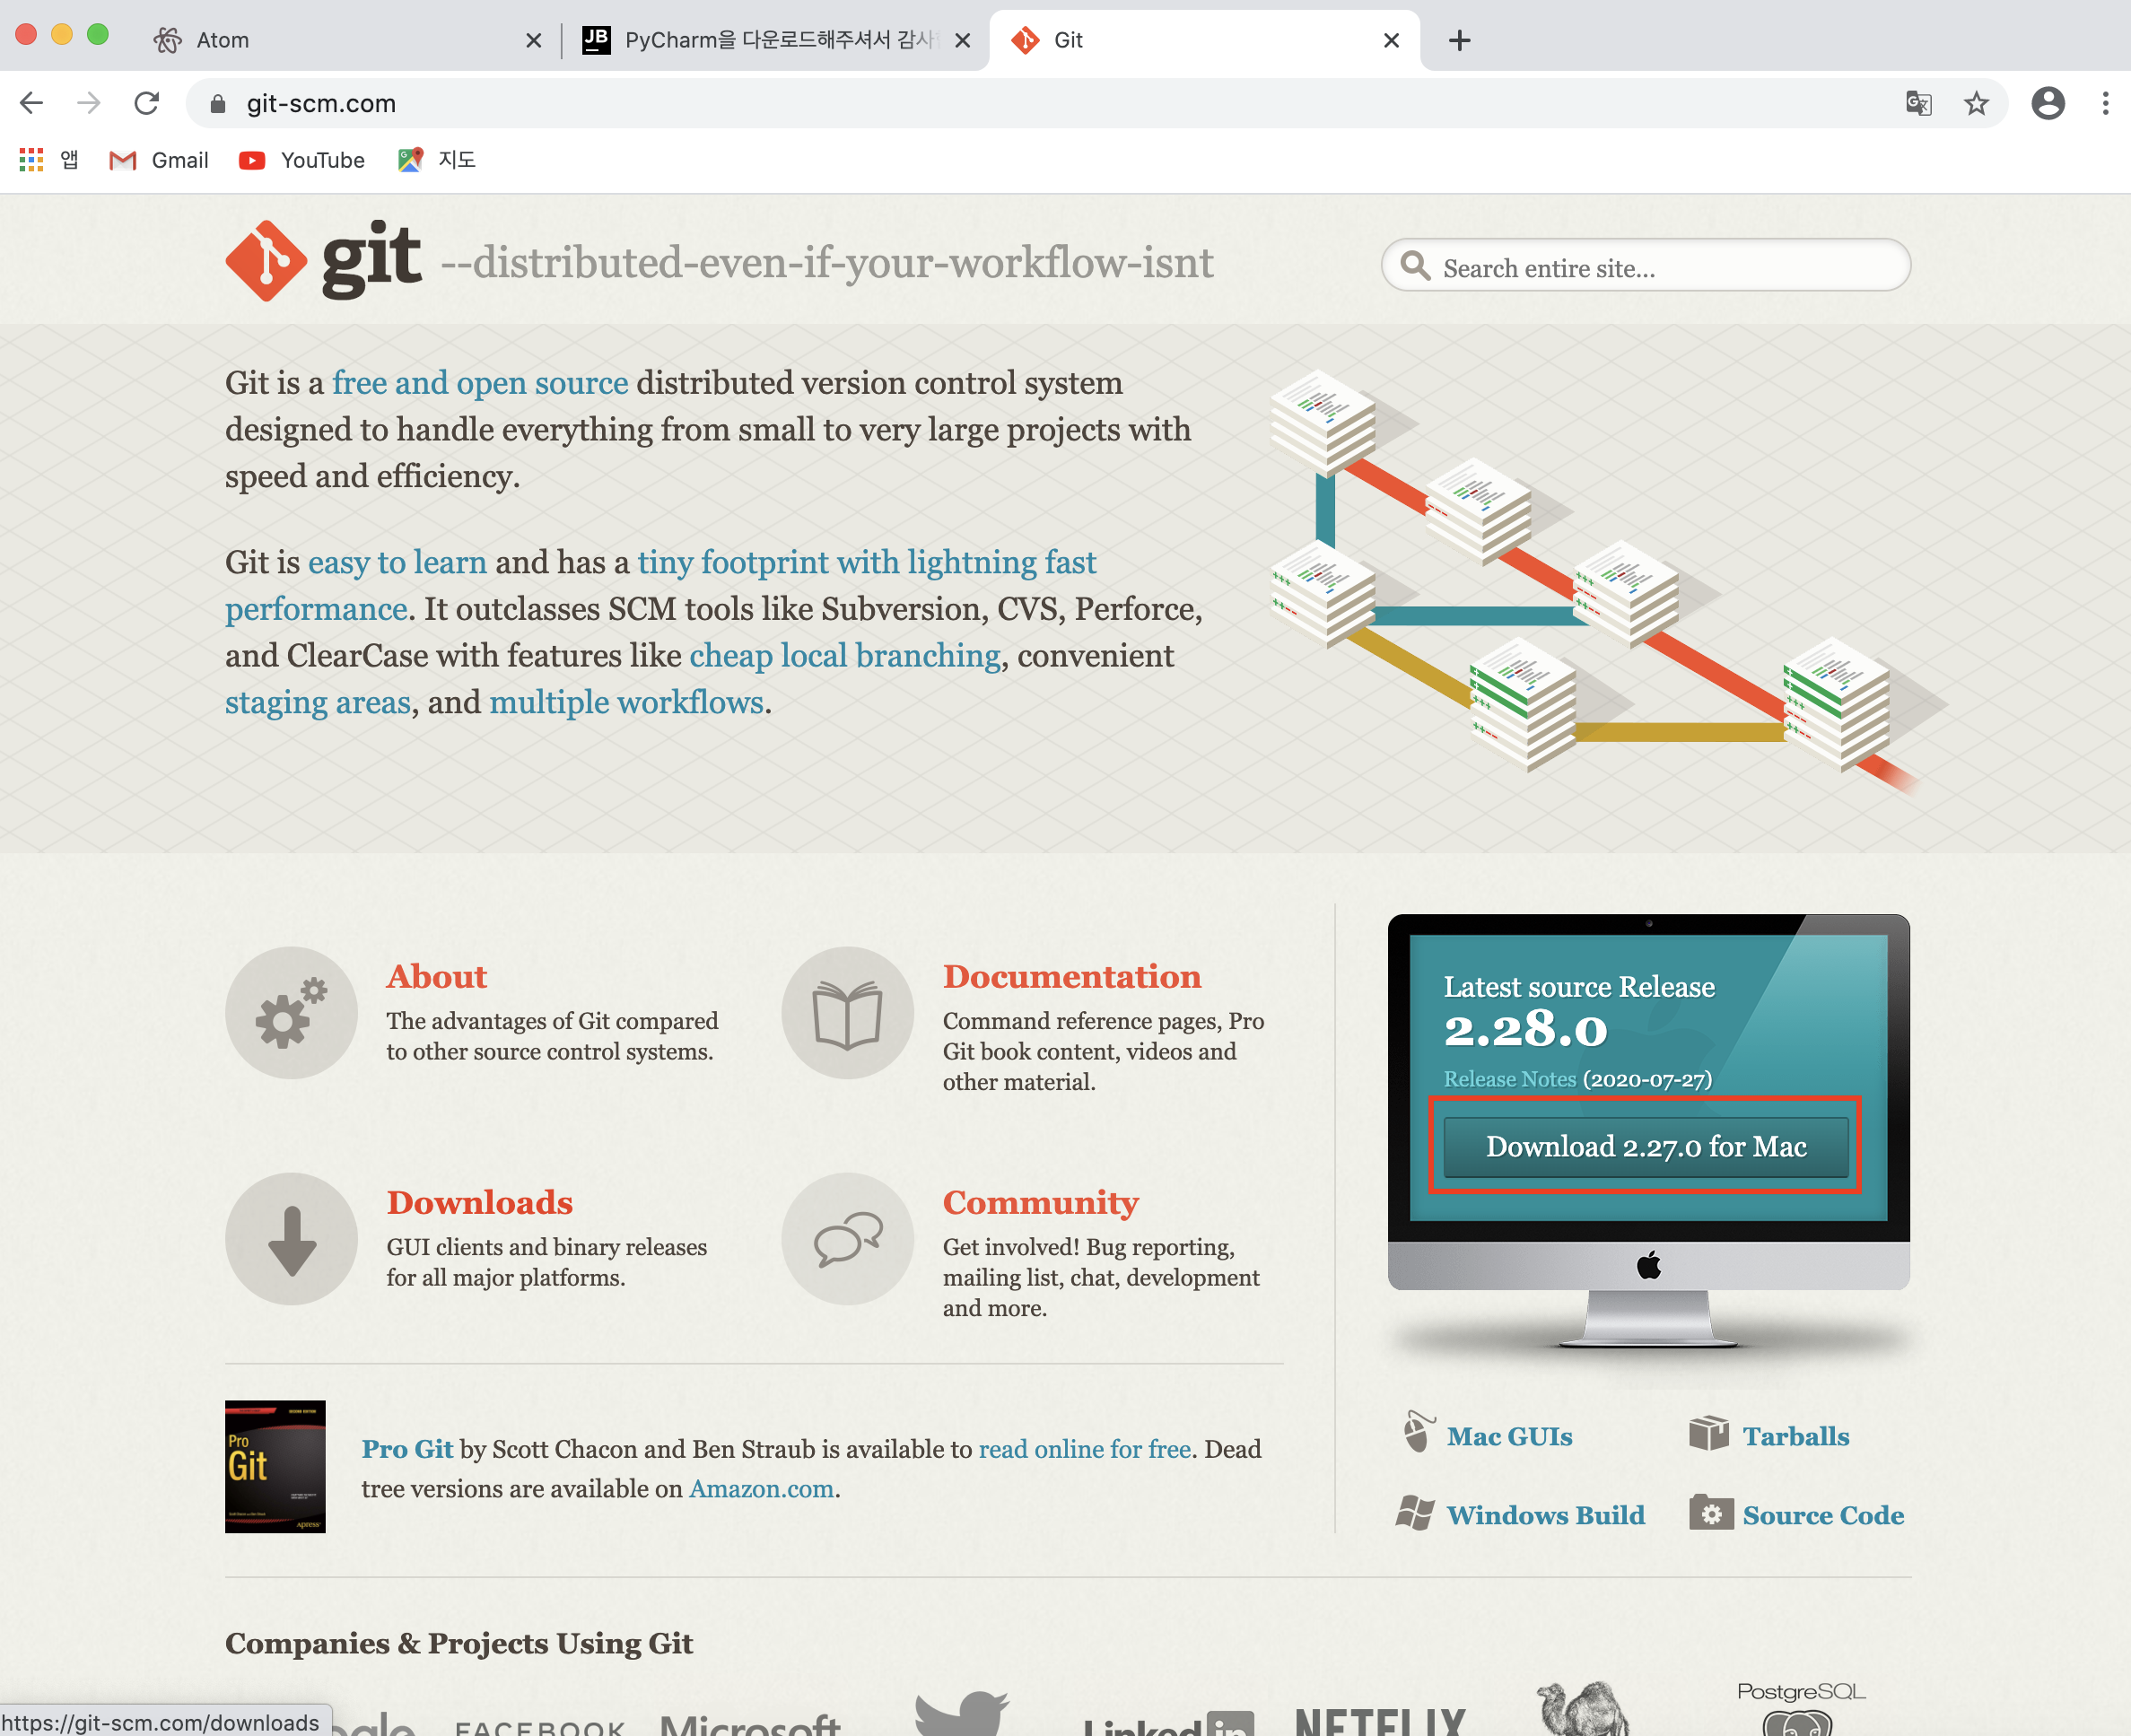 Atom
JB
PyCharm을 다운로드해주셔서 감사
Git
git-scm.com
앱
Gmail
YouTube
지도
git --distributed-even-if-your-workflow-isnt
Search entire site...
Git is a free and open source distributed version control system
designed to handle everything from small to very large projects with
speed and efficiency.
Git is easy to learn and has a tiny footprint with lightning fast
performance. It outclasses SCM tools like Subversion, CVS, Perforce,
and ClearCase with features like cheap local branching, convenient
staging areas, and multiple workflows.
About
The advantages of Git compared
to other source control systems.
Documentation
Command reference pages, Pro
Git book content, videos and
other material.
Downloads
GUI clients and binary releases
for all major platforms.
Community
Get involved! Bug reporting,
mailing list, chat, development
and more.
Latest source Release
2.28.0
Release Notes (2020-07-27)
Download 2.27.0 for Mac
Mac GUIs
Tarballs
Windows Build
Source Code
Pro
Git
Apress
Pro Git by Scott Chacon and Ben Straub is available to read online for free. Dead
tree versions are available on Amazon.com.
Companies & Projects Using Git
FACEBOOK
Microsoft
Linked in
NETFLIX
PostgreSQL
https://git-scm.com/downloads